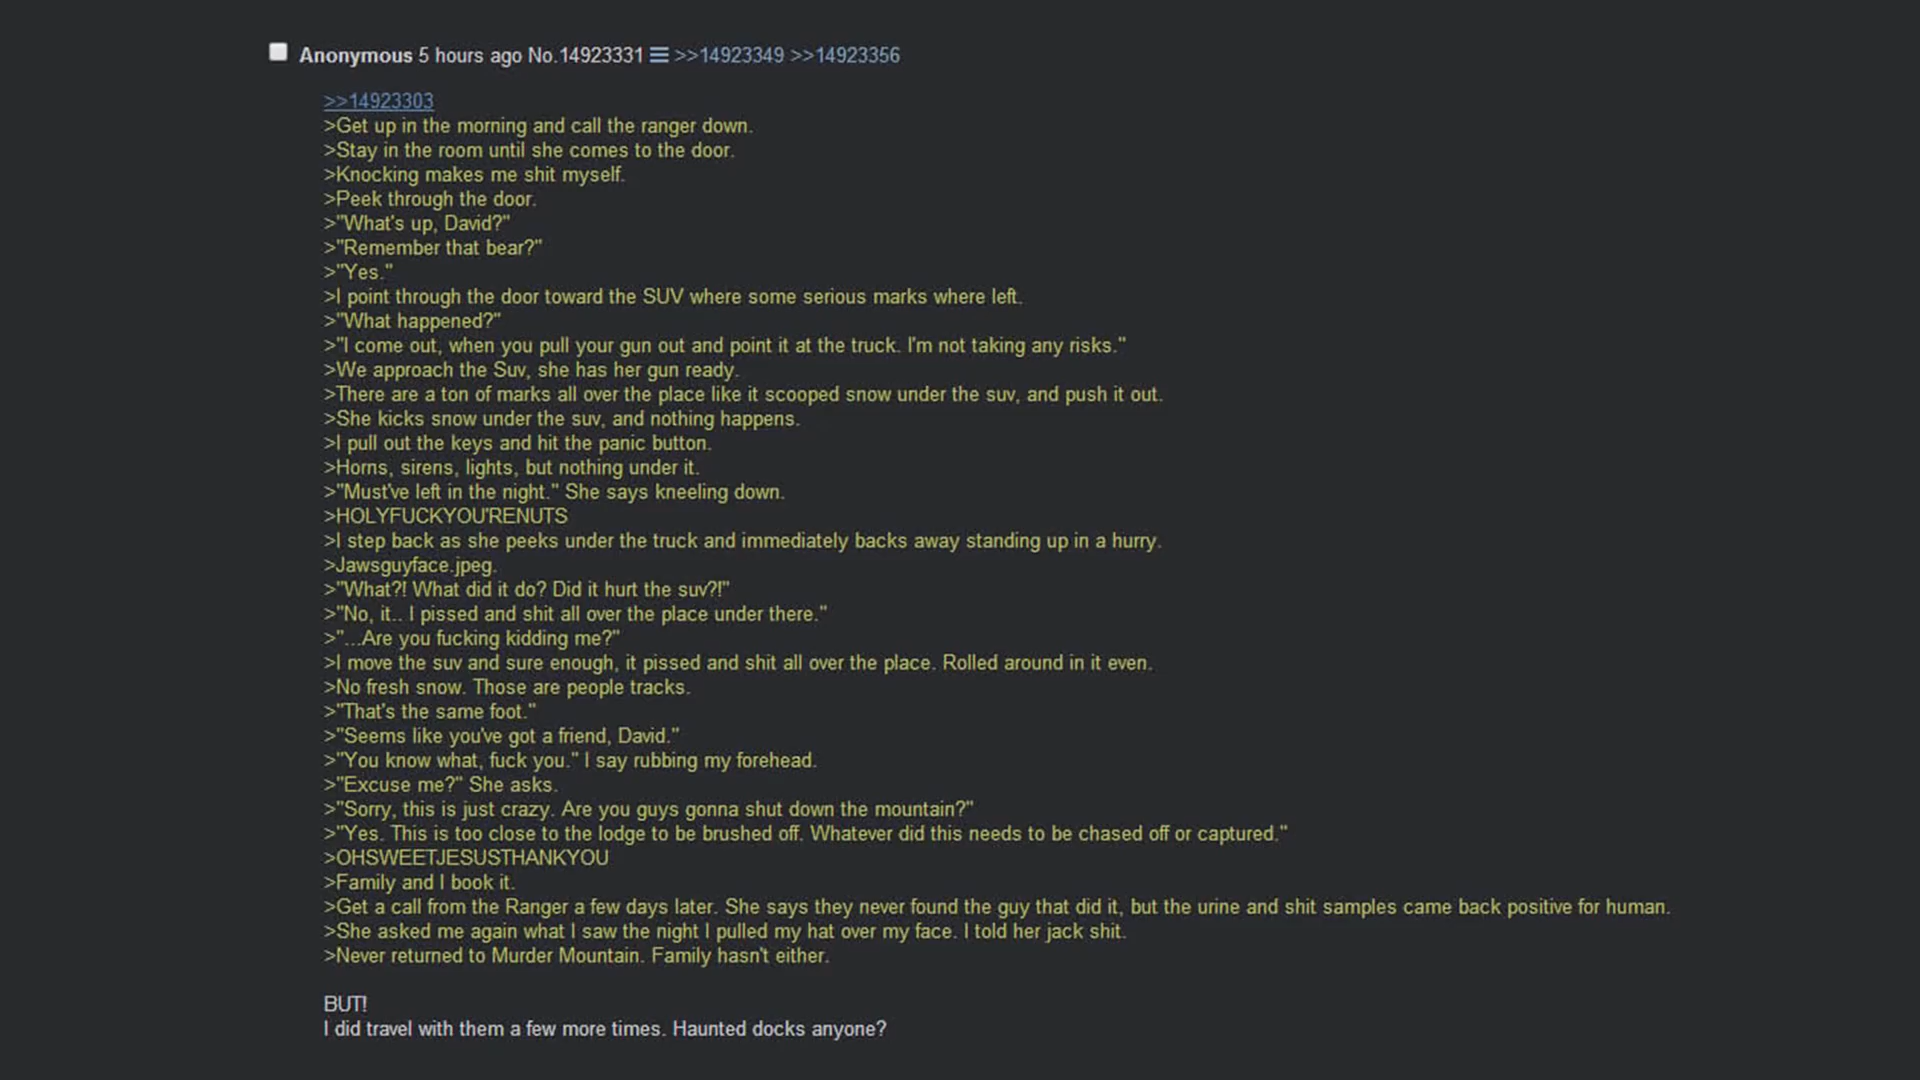 Anonymous 5 hours ago No.14923331 >>14923349 >>14923356
>>14923303
>Get up in the morning and call the ranger down.
>Stay in the room until she comes to the door.
>Knocking makes me shit myself.
>Peek through the door.
>"What's up, David?"
>"Remember that bear?"
>"Yes."
>I point through the door toward the SUV where some serious marks where left.
>"What happened?"
>"I come out, when you pull your gun out and point it at the truck. I'm not taking any risks."
>We approach the Suv, she has her gun ready.
>There are a ton of marks all over the place like it scooped snow under the suv, and push it out.
>She kicks snow under the suv, and nothing happens.
>I pull out the keys and hit the panic button.
>Horns, sirens, lights, but nothing under it.
>"Must've left in the night." She says kneeling down.
>HOLYFUCKYOU'RENUTS
>I step back as she peeks under the truck and immediately backs away standing up in a hurry.
>Jawsguyface.jpeg.
>"What?! What did it do? Did it hurt the suv?!"
>"No, it.. I pissed and shit all over the place under there."
>"...Are you fucking kidding me?"
>I move the suv and sure enough, it pissed and shit all over the place. Rolled around in it even.
>No fresh snow. Those are people tracks.
>"That's the same foot."
>"Seems like you've got a friend, David."
>"You know what, fuck you." I say rubbing my forehead.
>"Excuse me?" She asks.
>"Sorry, this is just crazy. Are you guys gonna shut down the mountain?"
>"Yes. This is too close to the lodge to be brushed off. Whatever did this needs to be chased off or captured."
>OHSWEETJESUSTHANKYOU
>Family and I book it.
>Get a call from the Ranger a few days later. She says they never found the guy that did it, but the urine and shit samples came back positive for human.
>She asked me again what I saw the night I pulled my hat over my face. I told her jack shit.
>Never returned to Murder Mountain. Family hasn't either.
BUT!
I did travel with them a few more times. Haunted docks anyone?